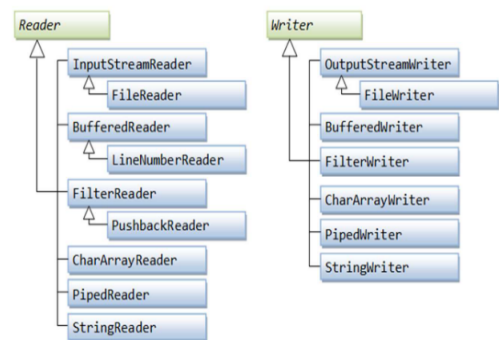 Reader
InputStreamReader
FileReader
BufferedReader
LineNumberReader
FilterReader
PushbackReader
CharArrayReader
PipedReader
StringReader
Writer
OutputStreamWriter
FileWriter
BufferedWriter
FilterWriter
CharArrayWriter
PipedWriter
StringWriter